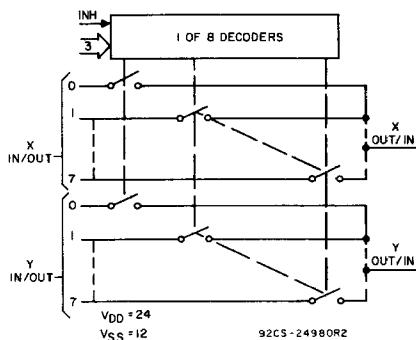 INH
3
1 OF 8 DECODERS
0
1
X
IN/OUT
7
X
OUT/IN
0
1
Y
IN/OUT
7
Y
OUT/IN
VDD = 24
VSS = 12
92CS-24980R2